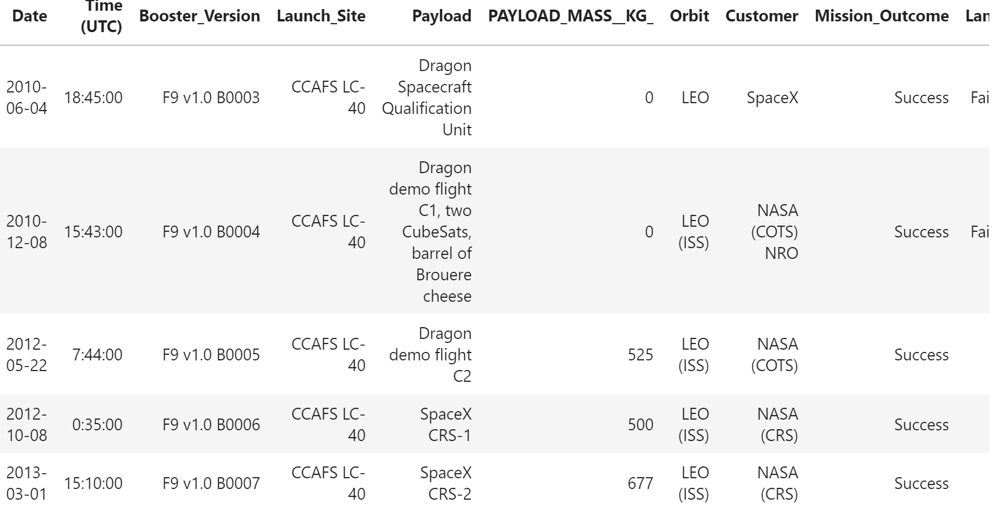 Date Time (UTC) Booster_Version Launch_Site Payload PAYLOAD_MASS__KG_ Orbit Customer Mission_Outcome
2010-06-04 18:45:00 F9 v1.0 B0003 CCAFS LC-40 Dragon Spacecraft Qualification Unit 0 LEO SpaceX Success
2010-12-08 15:43:00 F9 v1.0 B0004 CCAFS LC-40 Dragon demo flight C1, two CubeSats, barrel of Brouere cheese 0 LEO (ISS) NASA (COTS) NRO Success
2012-05-22 7:44:00 F9 v1.0 B0005 CCAFS LC-40 Dragon demo flight C2 525 LEO (ISS) NASA (COTS) Success
2012-10-08 0:35:00 F9 v1.0 B0006 CCAFS LC-40 SpaceX CRS-1 500 LEO (ISS) NASA (CRS) Success
2013-03-01 15:10:00 F9 v1.0 B0007 CCAFS LC-40 SpaceX CRS-2 677 LEO (ISS) NASA (CRS) Success